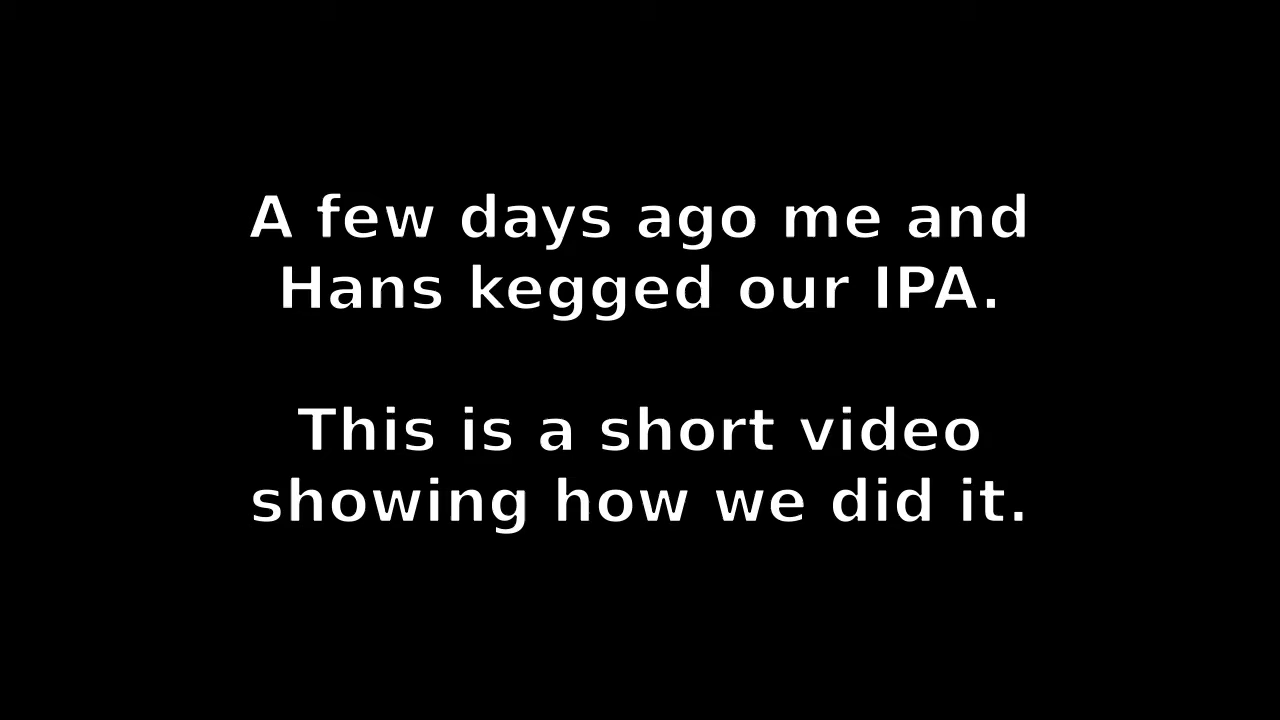 A few days ago me and
Hans kegged our IPA.
This is a short video
showing how we did it.